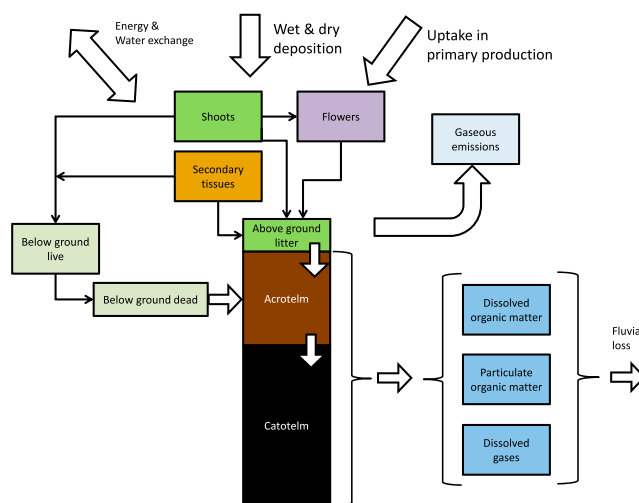 Energy &
Water exchange
Wet & dry
deposition
Uptake in
primary production
Shoots
Flowers
Gaseous
emissions
Secondary
tissues
Below ground
live
Above ground
litter
Below ground dead
Acrotelm
Catotelm
Dissolved
organic matter
Particulate
organic matter
Dissolved
gases
Fluvia
loss